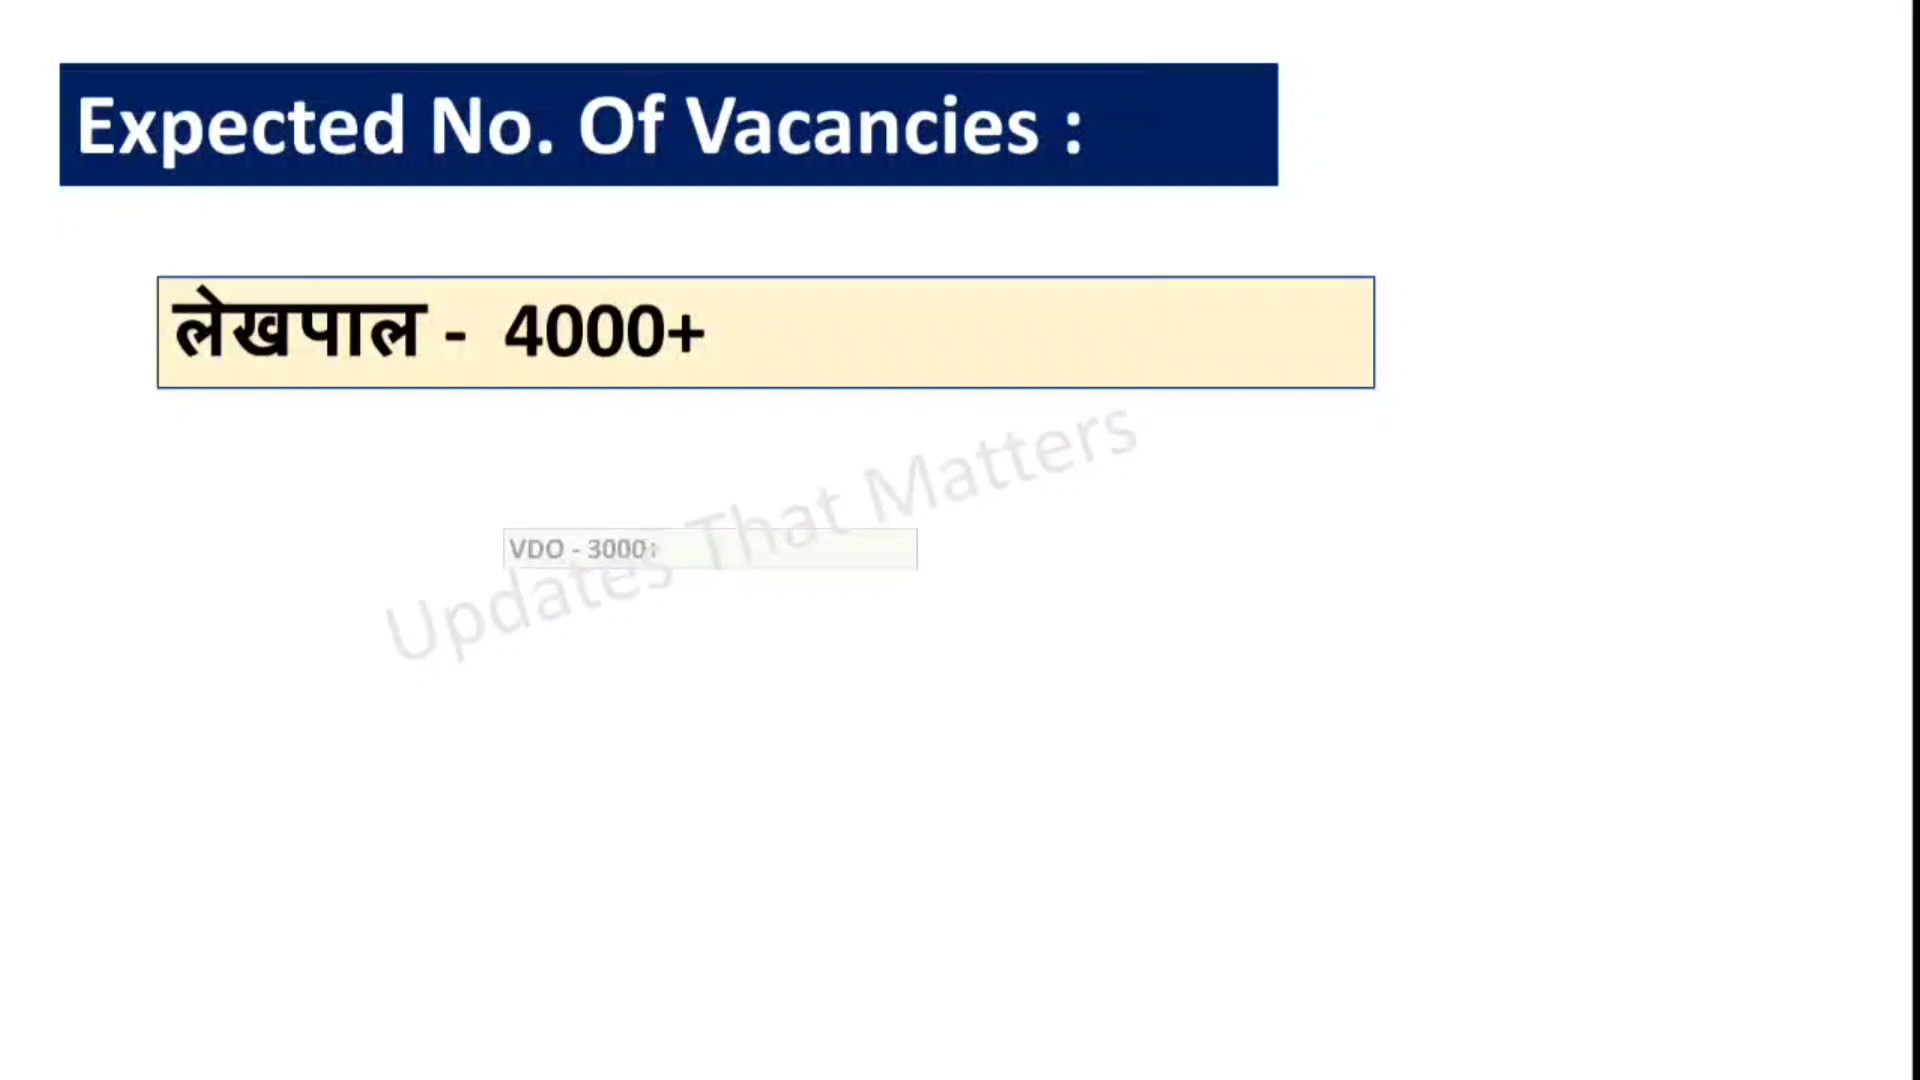 Expected No. Of Vacancies :
लेखपाल - 4000+
Updates That Matters
VDO - 3000+